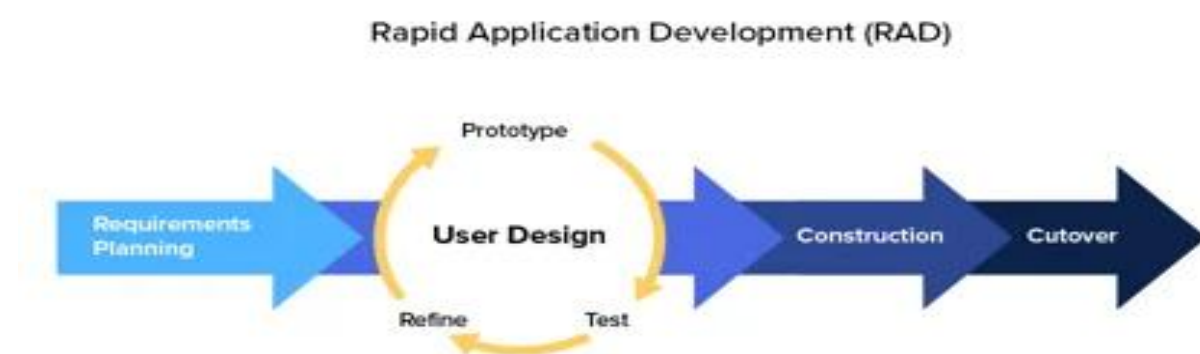 Rapid Application Development (RAD)
Prototype
Requirements
Planning
User Design
Construction
Cutover
Refine
Test